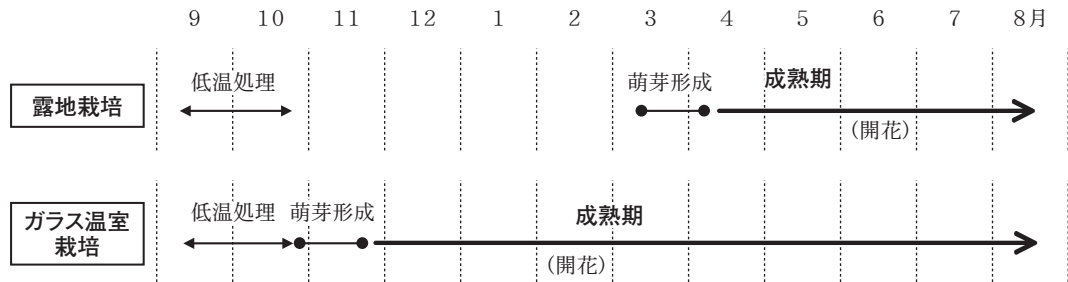 9 10 11 12 1 2 3 4 5 6 7 8月
露地栽培
低温処理
萌芽形成
成熟期
(開花)
ガラス温室
栽培
低温処理
萌芽形成
成熟期
(開花)